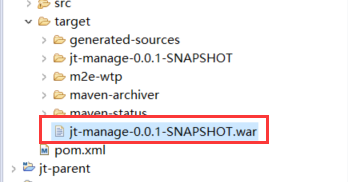 src
target
generated-sources
jt-manage-0.0.1-SNAPSHOT
m2e-wtp
maven-archiver
maven-status
jt-manage-0.0.1-SNAPSHOT.war
pom.xml
jt-parent